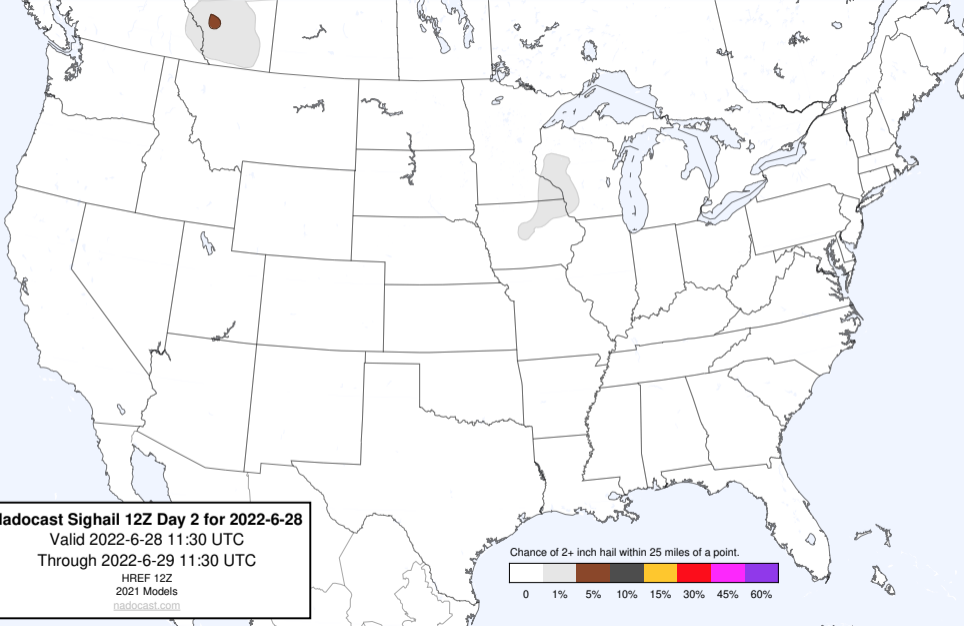 Nadocast Sighail 12Z Day 2 for 2022-6-28
Valid 2022-6-28 11:30 UTC
Through 2022-6-29 11:30 UTC
HREF 12Z
2021 Models
nadocast.com
Chance of 2+ inch hail within 25 miles of a point.
0 1% 5% 10% 15% 30% 45% 60%